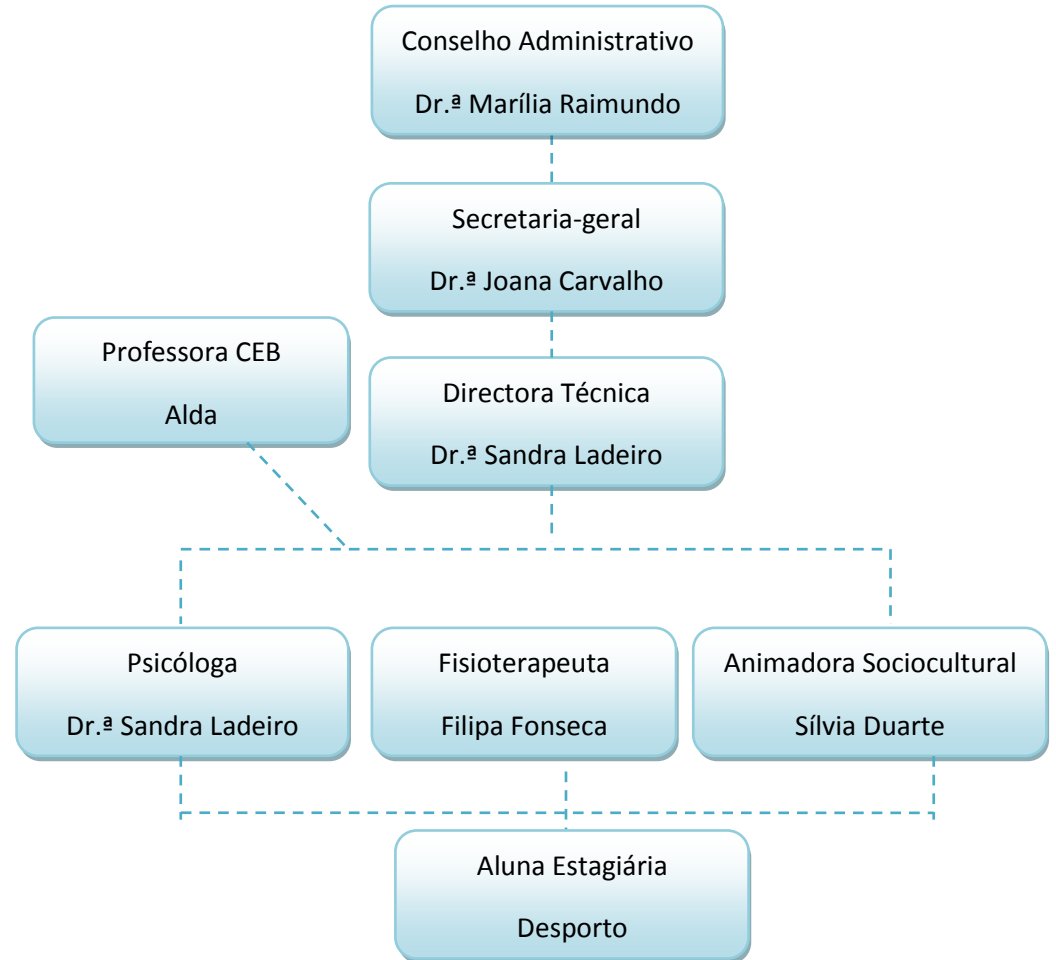 Conselho Administrativo
Dr.ª Marília Raimundo
Secretaria-geral
Dr.ª Joana Carvalho
Professora CEB
Alda
Directora Técnica
Dr.ª Sandra Ladeiro
Psicóloga
Dr.ª Sandra Ladeiro
Fisioterapeuta
Filipa Fonseca
Animadora Sociocultural
Sílvia Duarte
Aluna Estagiária
Desporto